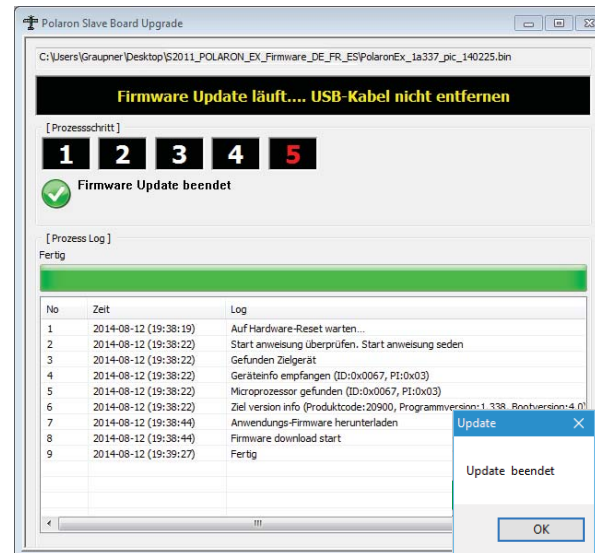 Polaron Slave Board Upgrade
C:\Users\Graupner\Desktop\S2011_POLARON_EX_Firmware_DE_FR_ES\PolaronEx_1a337_pic_140225.bin
Firmware Update läuft.... USB-Kabel nicht entfernen
[ Prozessschritt ]
1 2 3 4 5
Firmware Update beendet
[ Prozess Log ]
Fertig
No Zeit Log
1 2014-08-12 (19:38:19) Auf Hardware-Reset warten...
2 2014-08-12 (19:38:22) Start anweisung überprüfen. Start anweisung seden
3 2014-08-12 (19:38:22) Gefunden Zielgerät
4 2014-08-12 (19:38:22) Geräteinfo empfangen (ID:0x0067, PI:0x03)
5 2014-08-12 (19:38:22) Microprozessor gefunden (ID:0x0067, PI:0x03)
6 2014-08-12 (19:38:22) Ziel version info (Produktcode:20900, Programmversion:1.338, Bootversion:4.0)
7 2014-08-12 (19:38:44) Anwendungs-Firmware herunterladen
8 2014-08-12 (19:38:44) Firmware download start
9 2014-08-12 (19:39:27) Fertig
Update
Update beendet
OK